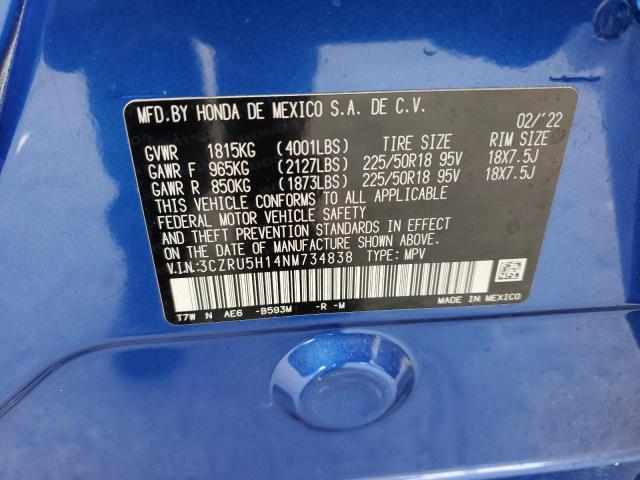 MFD.BY HONDA DE MEXICO S.A. DE C.V. 02/'22
GVWR 1815KG (4001LBS) TIRE SIZE RIM SIZE
GAWR F 965KG (2127LBS) 225/50R18 95V 18X7.5J
GAWR R 850KG (1873LBS) 225/50R18 95V 18X7.5J
THIS VEHICLE CONFORMS TO ALL APPLICABLE
FEDERAL MOTOR VEHICLE SAFETY
AND THEFT PREVENTION STANDARDS IN EFFECT
ON THE DATE OF MANUFACTURE SHOWN ABOVE.
V.I.N.:3CZRU5H14NM734838 TYPE: MPV
T7W N AE6 -B593M -R -M MADE IN MEXICO